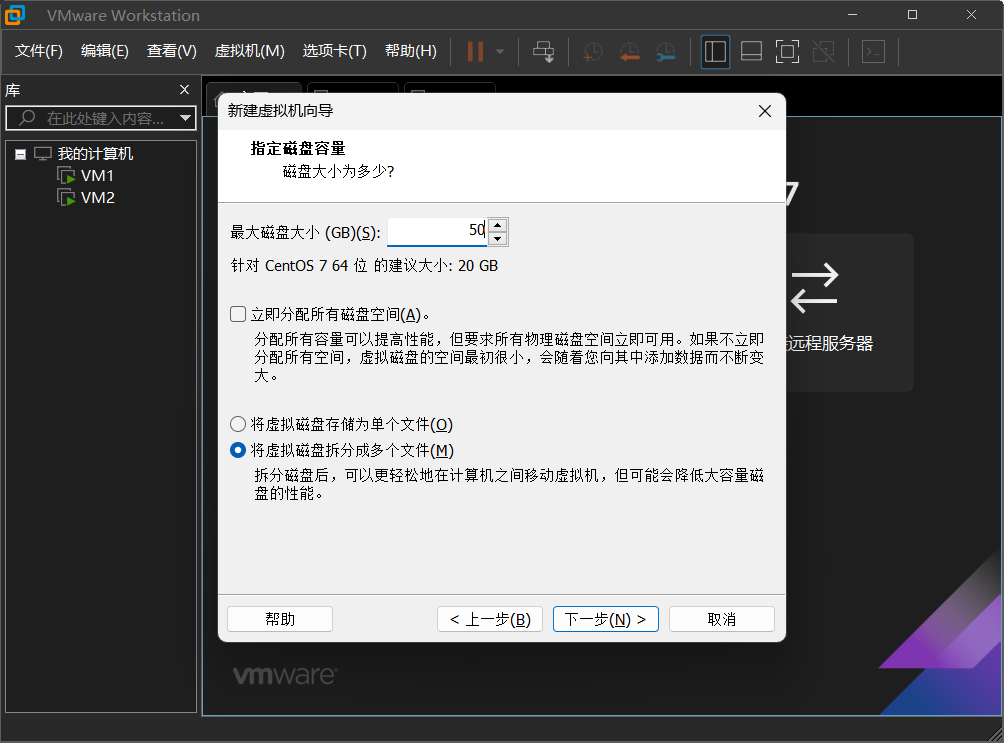 VMware Workstation
文件(F) 编辑(E) 查看(V) 虚拟机(M) 选项卡(T) 帮助(H)
库
在此处键入内容...
我的计算机
VM1
VM2
新建虚拟机向导
指定磁盘容量
磁盘大小为多少?
7
最大磁盘大小 (GB)(S): 50
针对 CentOS 7 64 位 的建议大小: 20 GB
立即分配所有磁盘空间(A)。
分配所有容量可以提高性能，但要求所有物理磁盘空间立即可用。如果不立即
分配所有空间，虚拟磁盘的空间最初很小，会随着您向其中添加数据而不断变
大。
远程服务器
将虚拟磁盘存储为单个文件(O)
将虚拟磁盘拆分成多个文件(M)
拆分磁盘后，可以更轻松地在计算机之间移动虚拟机，但可能会降低大容量磁
盘的性能。
帮助 < 上一步(B) 下一步(N) > 取消
vmware